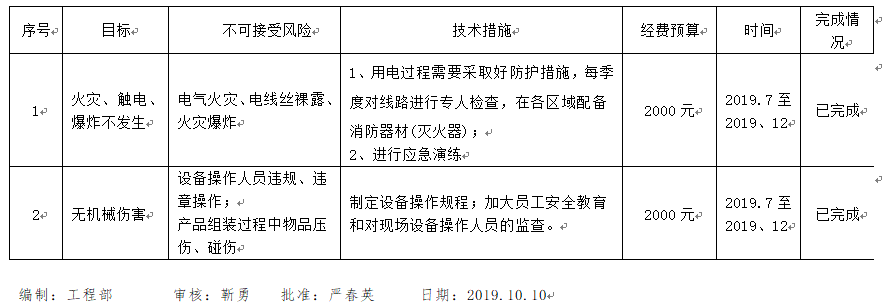 序号 目标 不可接受风险 技术措施 经费预算 时间 完成情
况
1 火灾、触电、
爆炸不发生 电气火灾、电线丝裸露、
火灾爆炸 1、用电过程需要采取好防护措施，每季
度对线路进行专人检查，在各区域配备
消防器材(灭火器)；
2、进行应急演练 2000 元 2019.7 至
2019、12 已完成
2 无机械伤害 设备操作人员违规、违
章操作；
产品组装过程中物品压
伤、碰伤 制定设备操作规程；加大员工安全教育
和对现场设备操作人员的监查。 2000 元 2019.7 至
2019、12 已完成
编制：工程部 审核：靳勇 批准：严春英 日期：2019.10.10